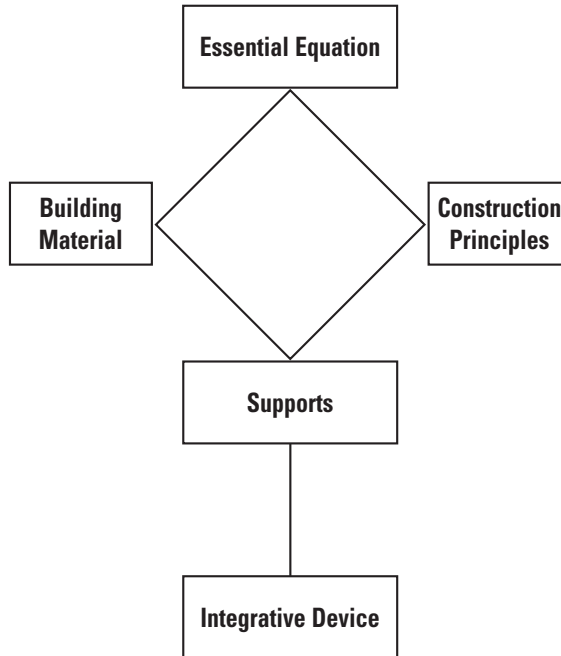 Essential Equation
Building
Material
Construction
Principles
Supports
Integrative Device